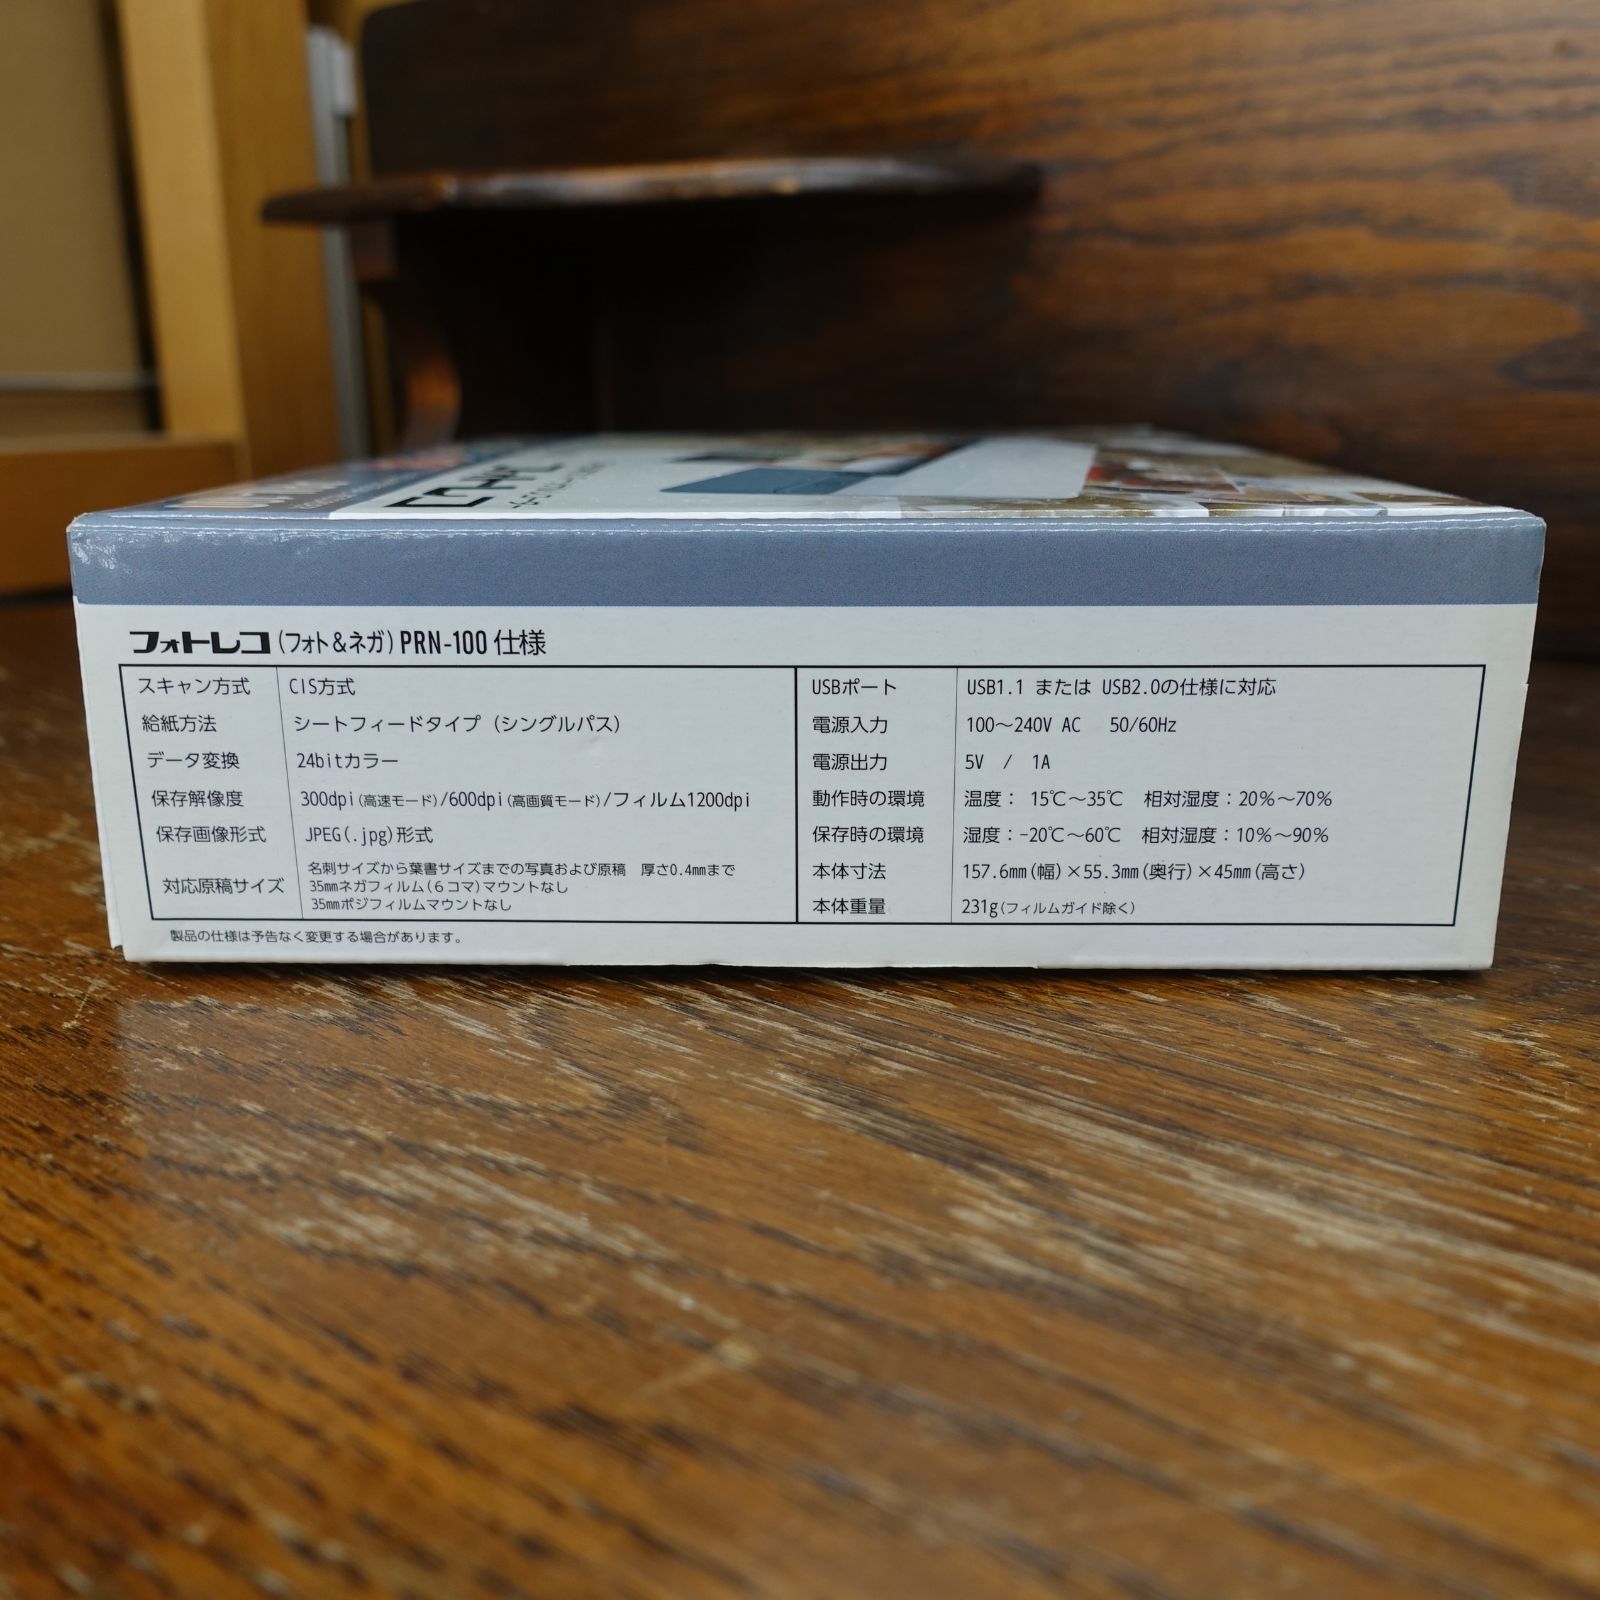 フォトレコ(フォト&ネガ)PRN-100 仕様
スキャン方式 CIS方式
給紙方法 シートフィードタイプ(シングルパス)
データ変換 24bitカラー
保存解像度 300dpi(高速モード)/600dpi(高画質モード)/フィルム1200dpi
保存画像形式 JPEG(.jpg)形式
対応原稿サイズ 名刺サイズから葉書サイズまでの写真および原稿 厚さ0.4mmまで
35mmネガフィルム(6コマ)マウントなし
35mmポジフィルムマウントなし
USBポート USB1.1 または USB2.0の仕様に対応
電源入力 100〜240V AC 50/60Hz
電源出力 5V / 1A
動作時の環境 温度: 15℃〜35℃ 相対湿度:20%〜70%
保存時の環境 湿度:-20℃〜60℃ 相対湿度:10%〜90%
本体寸法 157.6mm(幅)×55.3mm(奥行)×45mm(高さ)
本体重量 231g(フィルムガイド除く)
製品の仕様は予告なく変更する場合があります。